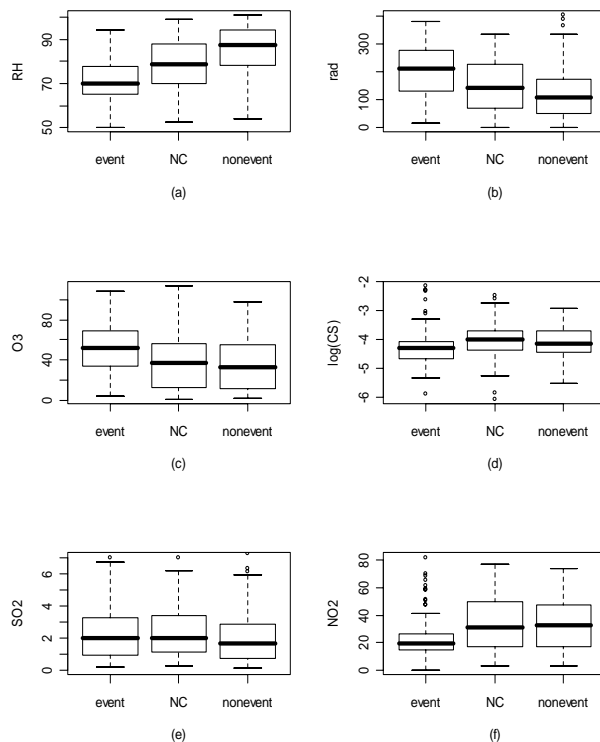 RH
50 70 90
event NC nonevent
(a)
rad
0 100 300
event NC nonevent
(b)
O3
0 40 80
event NC nonevent
(c)
log(CS)
-6 -5 -4 -3 -2
event NC nonevent
(d)
SO2
0 2 4 6
event NC nonevent
(e)
NO2
0 20 40 60 80
event NC nonevent
(f)